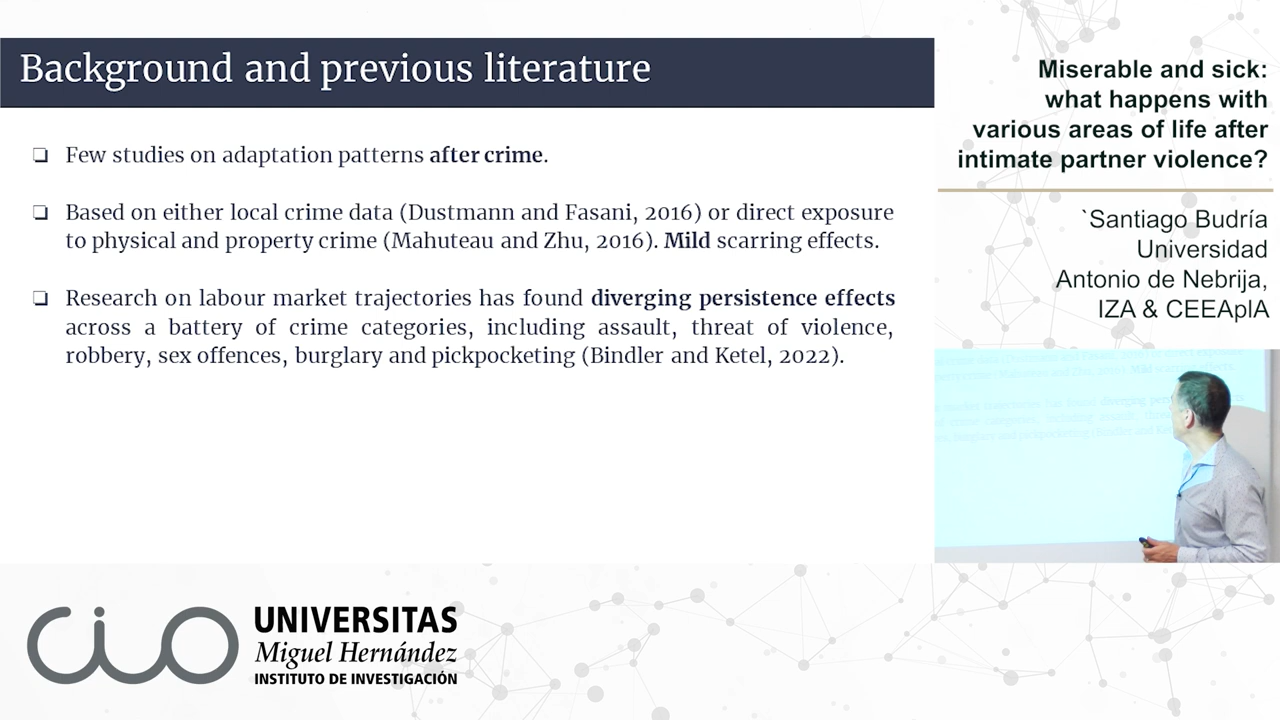 Background and previous literature
❏ Few studies on adaptation patterns after crime.
❏ Based on either local crime data (Dustmann and Fasani, 2016) or direct exposure
to physical and property crime (Mahuteau and Zhu, 2016). Mild scarring effects.
❏ Research on labour market trajectories has found diverging persistence effects
across a battery of crime categories, including assault, threat of violence,
robbery, sex offences, burglary and pickpocketing (Bindler and Ketel, 2022).
Miserable and sick:
what happens with
various areas of life after
intimate partner violence?
`Santiago Budría
Universidad
Antonio de Nebrija,
IZA & CEEAplA
cio
UNIVERSITAS
Miguel Hernández
INSTITUTO DE INVESTIGACIÓN